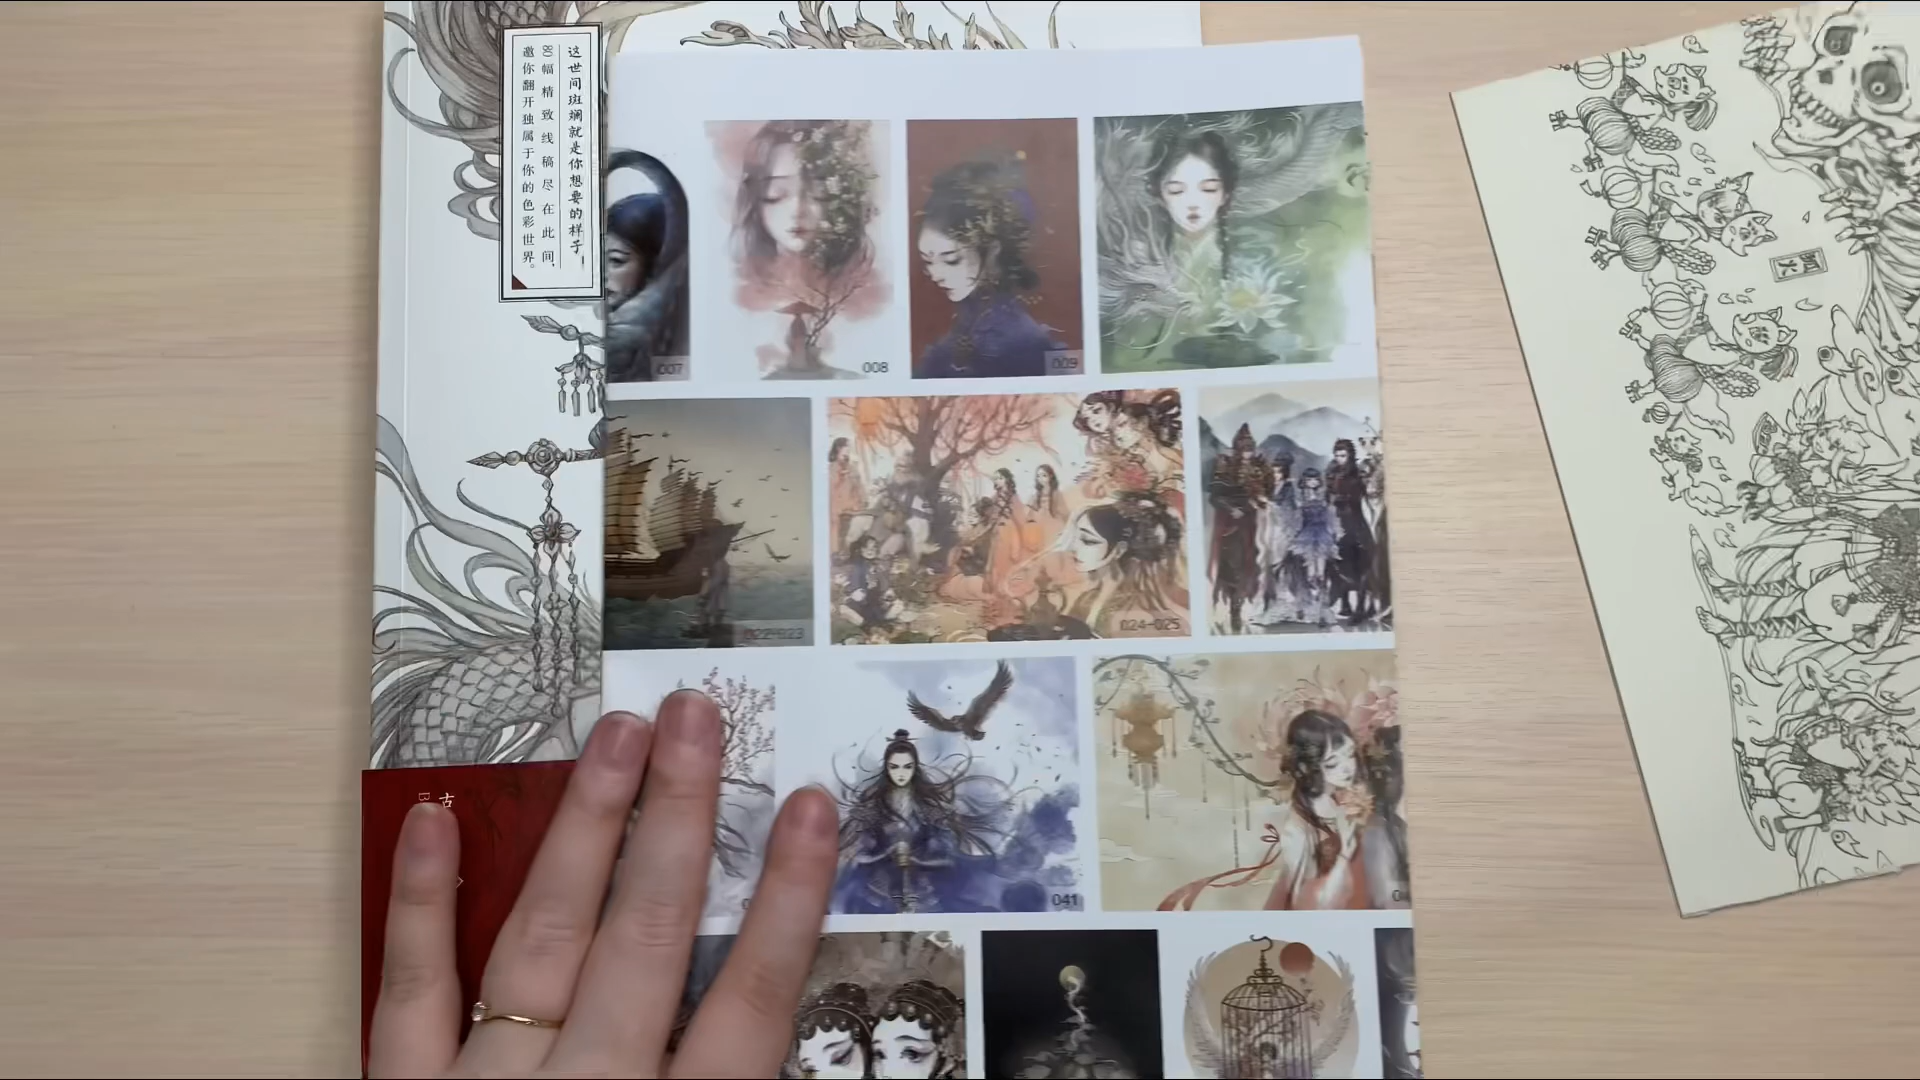 这世间斑斓就是你想要的样子，
80幅精致线稿尽在此间，
邀你翻开独属于你的色彩世界。
007
008
009
022-023
024-025
041
古